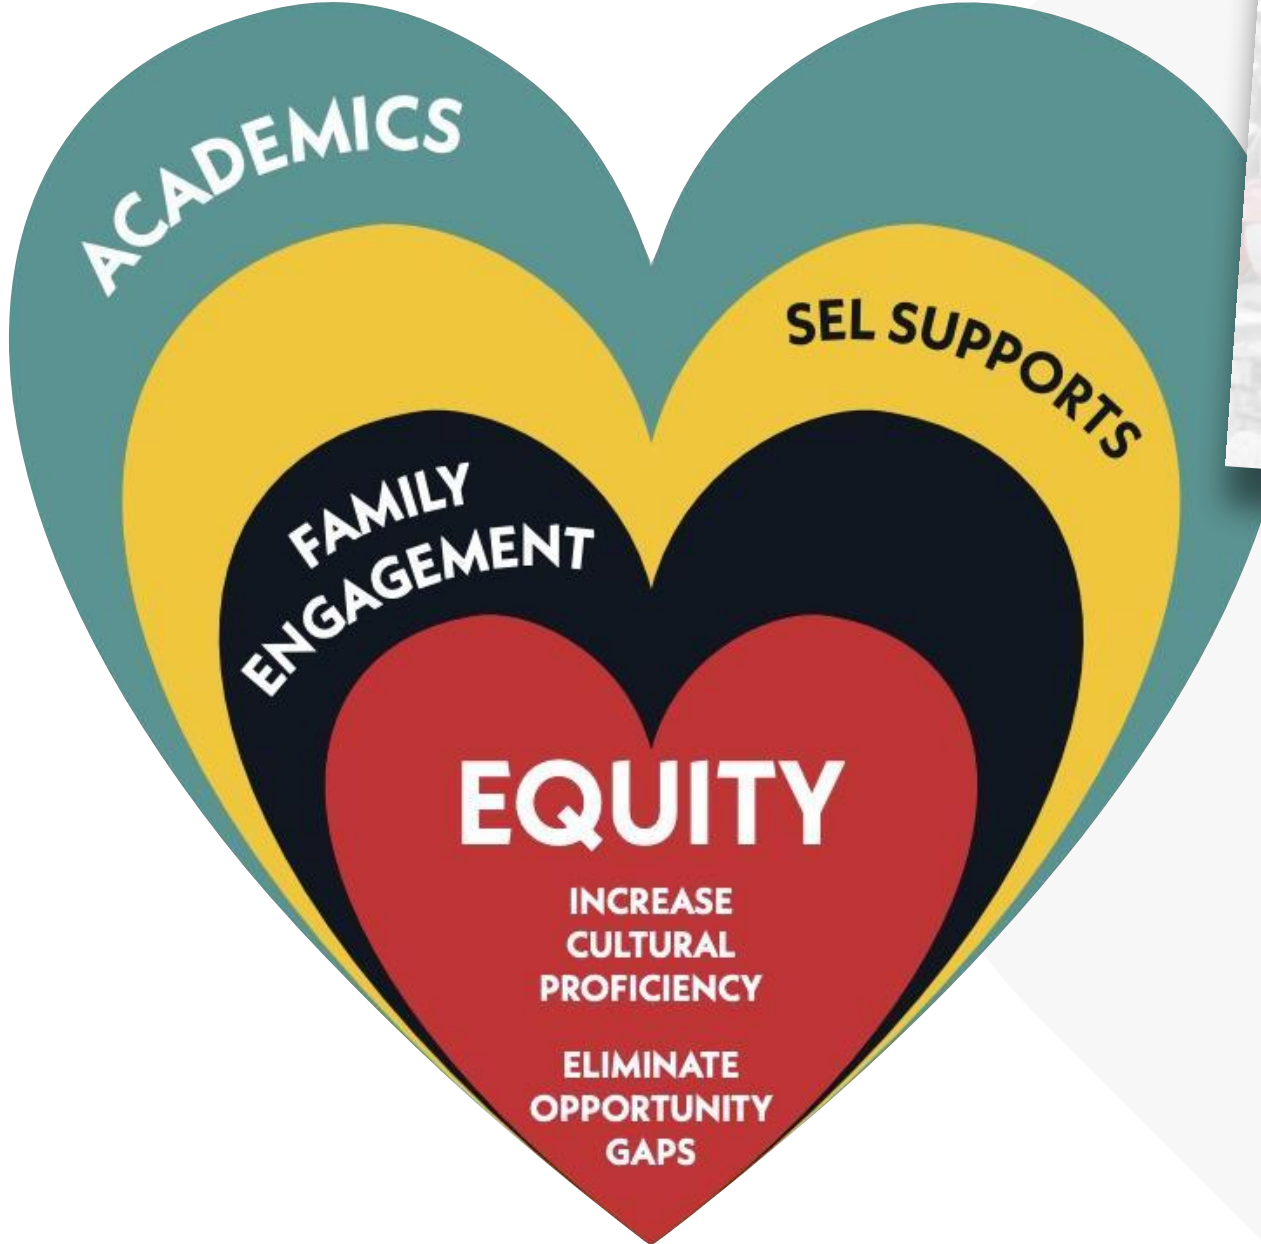 ACADEMICS
SEL SUPPORTS
FAMILY
ENGAGEMENT
EQUITY
INCREASE
CULTURAL
PROFICIENCY
ELIMINATE
OPPORTUNITY
GAPS